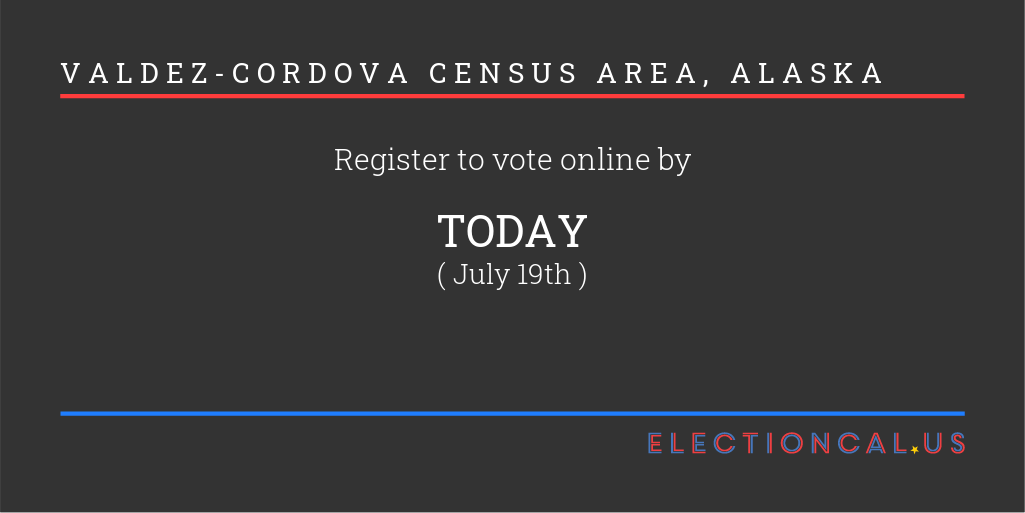 VALDEZ-CORDOVA CENSUS AREA, ALASKA
Register to vote online by
TODAY
( July 19th )
ELECTIONCAL.US